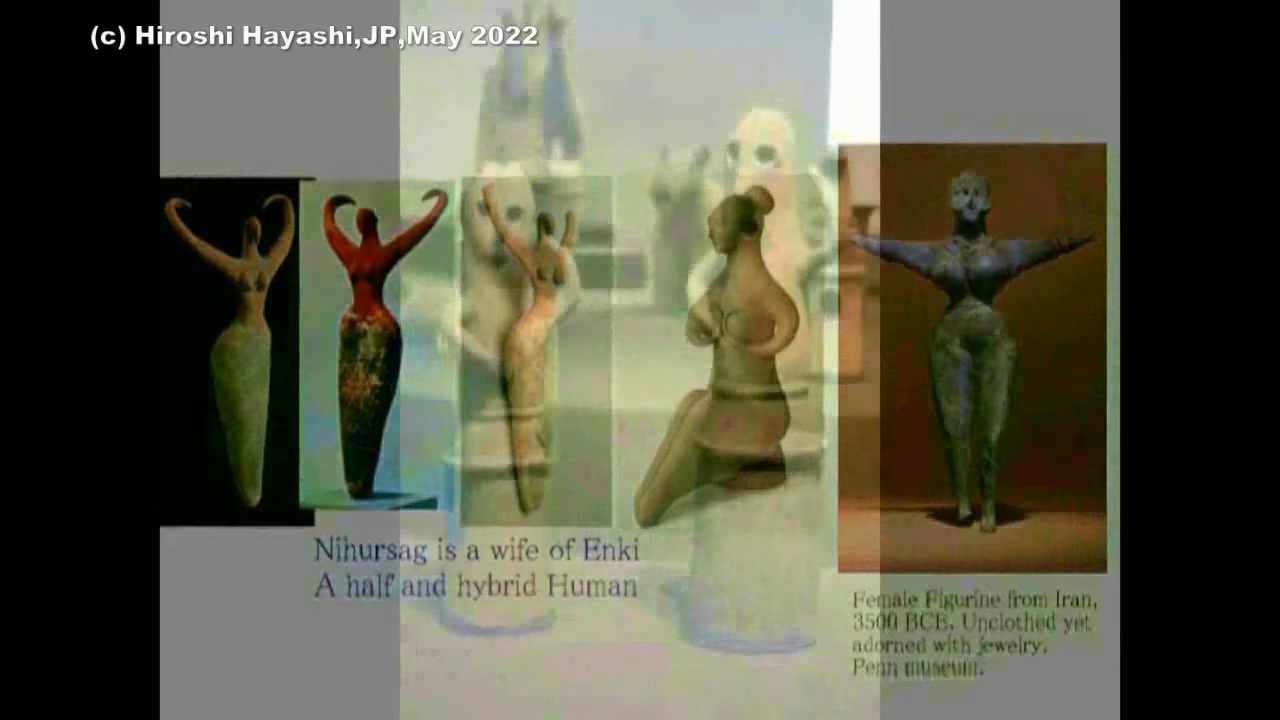 (c) Hiroshi Hayashi,JP,May 2022
Nihursag is a wife of Enki
A half and hybrid Human
Female Figurine from Iran,
3500 BCE. Unclothed yet
adorned with jewelry.
Penn museum.